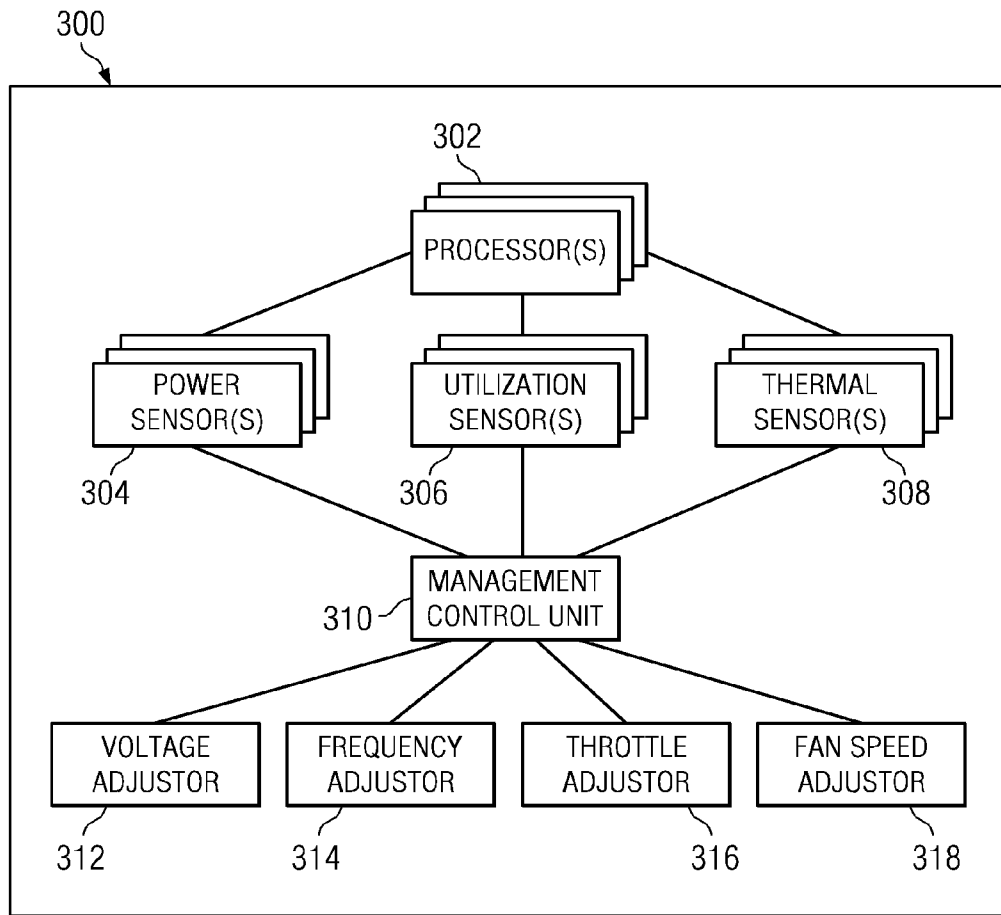 300
302
PROCESSOR(S)
POWER
SENSOR(S)
UTILIZATION
SENSOR(S)
THERMAL
SENSOR(S)
304
306
308
310
MANAGEMENT
CONTROL UNIT
VOLTAGE
ADJUSTOR
FREQUENCY
ADJUSTOR
THROTTLE
ADJUSTOR
FAN SPEED
ADJUSTOR
312
314
316
318